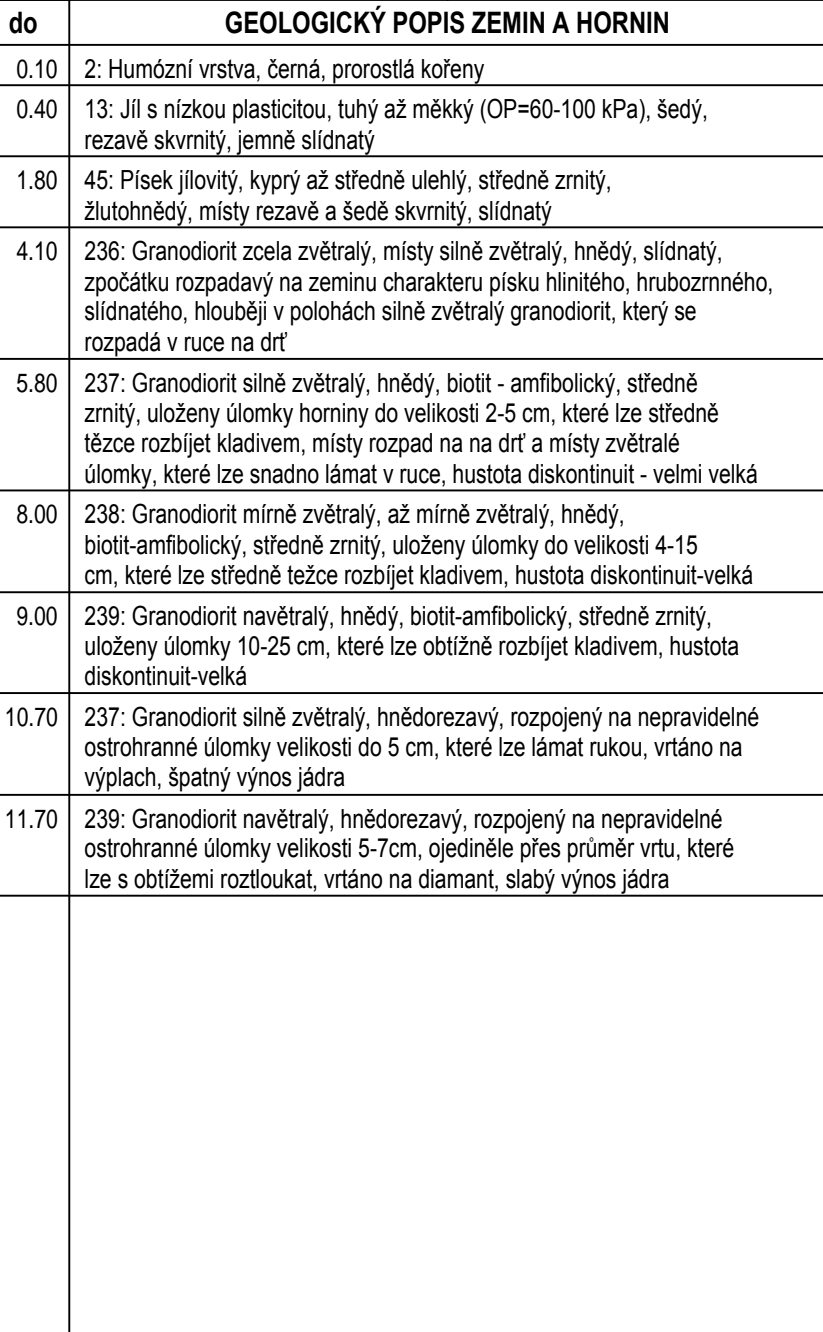 do GEOLOGICKÝ POPIS ZEMIN A HORNIN
0.10 2: Humózní vrstva, černá, prorostlá kořeny
0.40 13: Jíl s nízkou plasticitou, tuhý až měkký (OP=60-100 kPa), šedý,
rezavě skvrnitý, jemně slídnatý
1.80 45: Písek jílovitý, kyprý až středně ulehlý, středně zrnitý,
žlutohnědý, místy rezavě a šedě skvrnitý, slídnatý
4.10 236: Granodiorit zcela zvětralý, místy silně zvětralý, hnědý, slídnatý,
zpočátku rozpadavý na zeminu charakteru písku hlinitého, hrubozrnného,
slídnatého, hlouběji v polohách silně zvětralý granodiorit, který se
rozpadá v ruce na drť
5.80 237: Granodiorit silně zvětralý, hnědý, biotit - amfibolický, středně
zrnitý, uloženy úlomky horniny do velikosti 2-5 cm, které lze středně
tězce rozbíjet kladivem, místy rozpad na na drť a místy zvětralé
úlomky, které lze snadno lámat v ruce, hustota diskontinuit - velmi velká
8.00 238: Granodiorit mírně zvětralý, až mírně zvětralý, hnědý,
biotit-amfibolický, středně zrnitý, uloženy úlomky do velikosti 4-15
cm, které lze středně težce rozbíjet kladivem, hustota diskontinuit-velká
9.00 239: Granodiorit navětralý, hnědý, biotit-amfibolický, středně zrnitý,
uloženy úlomky 10-25 cm, které lze obtížně rozbíjet kladivem, hustota
diskontinuit-velká
10.70 237: Granodiorit silně zvětralý, hnědorezavý, rozpojený na nepravidelné
ostrohranné úlomky velikosti do 5 cm, které lze lámat rukou, vrtáno na
výplach, špatný výnos jádra
11.70 239: Granodiorit navětralý, hnědorezavý, rozpojený na nepravidelné
ostrohranné úlomky velikosti 5-7cm, ojediněle přes průměr vrtu, které
lze s obtížemi roztloukat, vrtáno na diamant, slabý výnos jádra